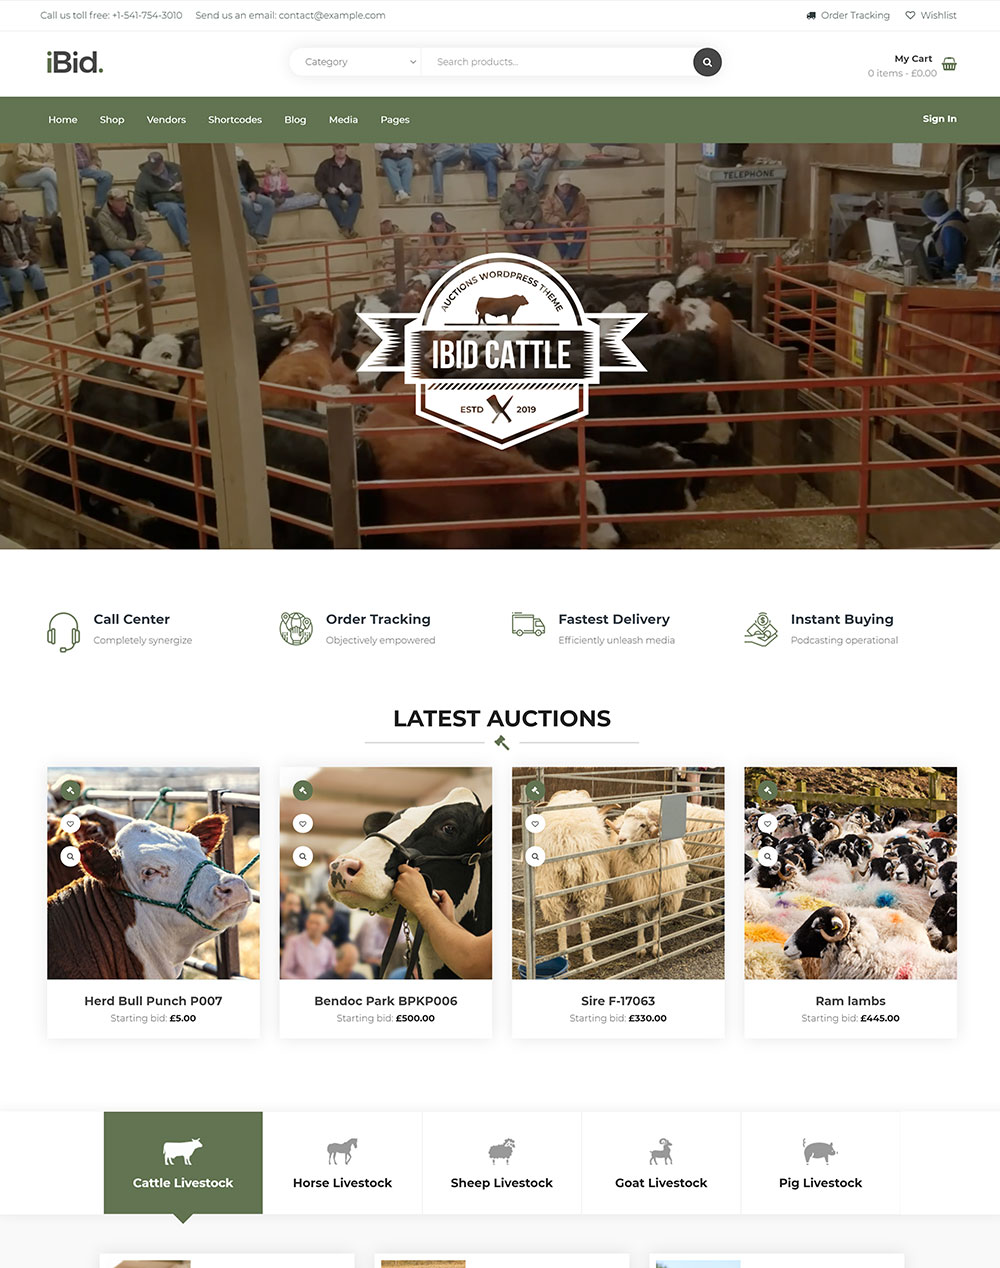 Call us toll free: +1-541-754-3010 Send us an email: contact@example.com
Order Tracking Wishlist
iBid.
Category Search products...
My Cart
0 items - £0.00
Home Shop Vendors Shortcodes Blog Media Pages Sign In
TELEPHONE
AUCTIONS WORDPRESS THEME
IBID CATTLE
ESTD 2019
Call Center
Completely synergize
Order Tracking
Objectively empowered
Fastest Delivery
Efficiently unleash media
Instant Buying
Podcasting operational
LATEST AUCTIONS
Herd Bull Punch P007
Starting bid: £5.00
Bendoc Park BPKP006
Starting bid: £500.00
Sire F-17063
Starting bid: £330.00
Ram lambs
Starting bid: £445.00
Cattle Livestock
Horse Livestock
Sheep Livestock
Goat Livestock
Pig Livestock